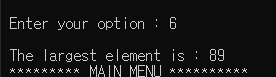 Enter your option : 6
The largest element is : 89
********* MAIN MENU **********